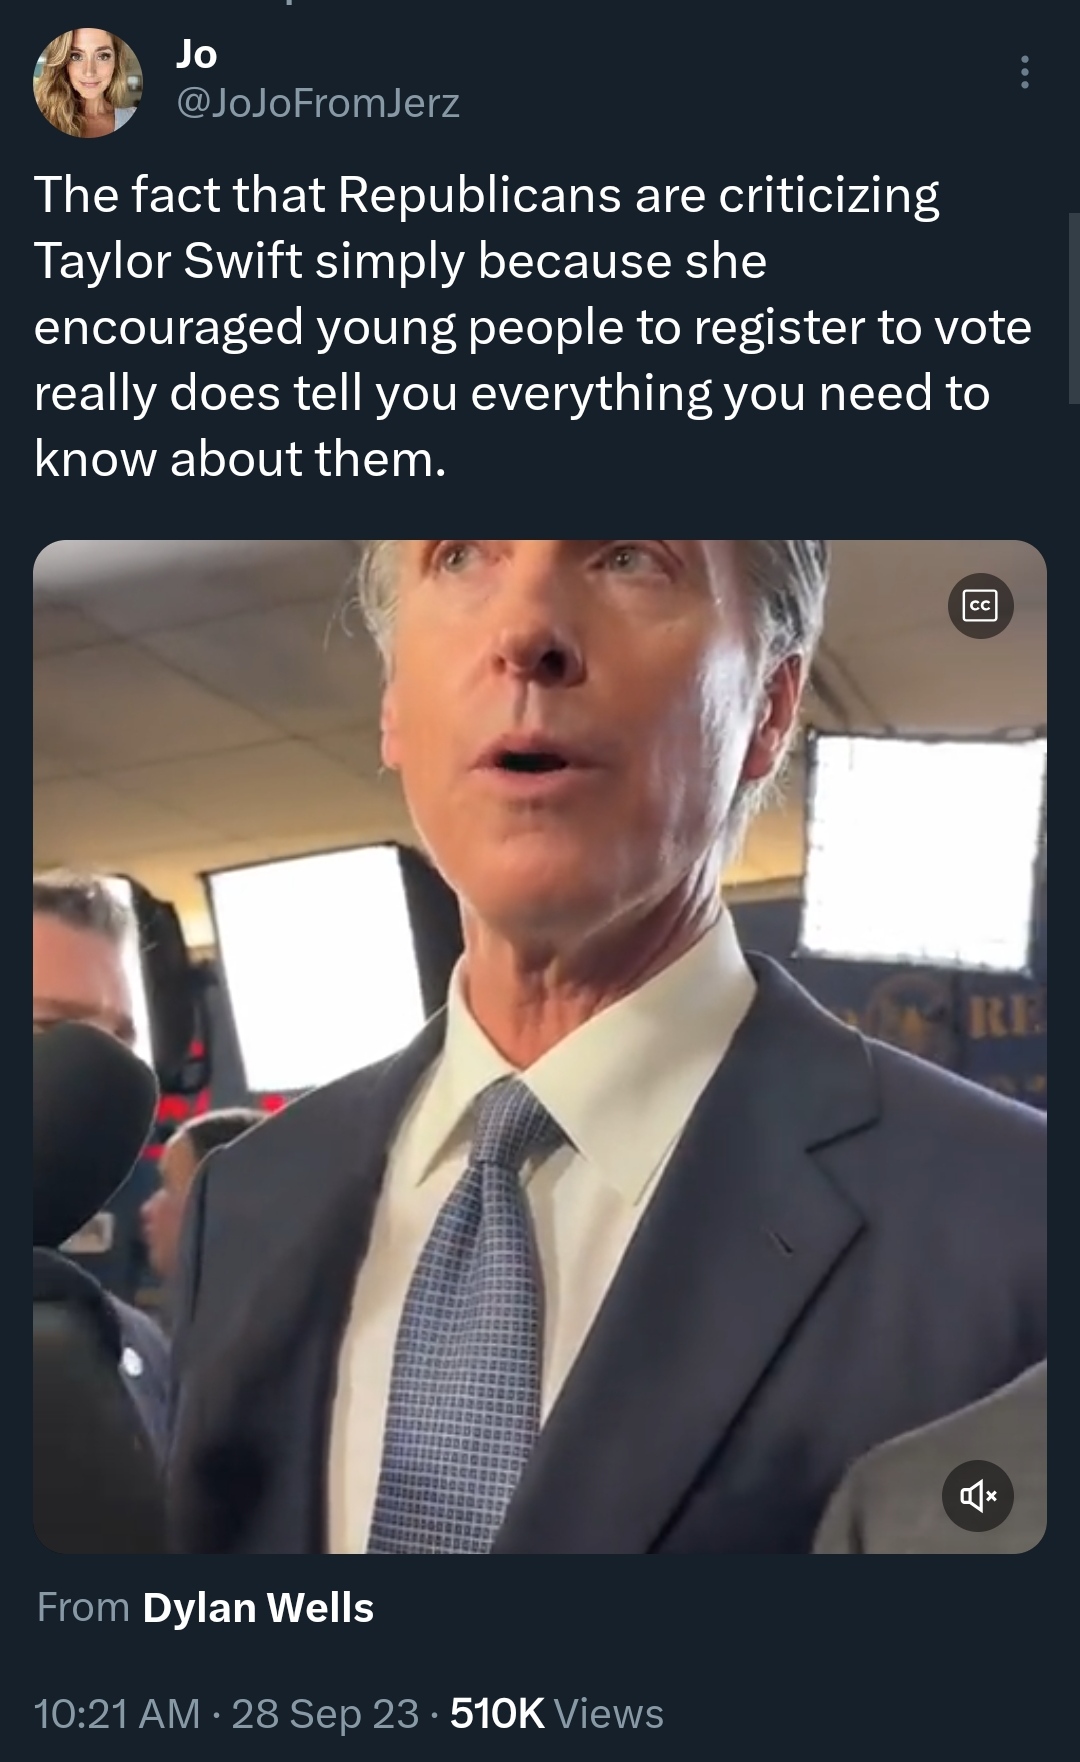 Jo
@JoJoFromJerz
The fact that Republicans are criticizing
Taylor Swift simply because she
encouraged young people to register to vote
really does tell you everything you need to
know about them.
CC
RE
From Dylan Wells
10:21 AM · 28 Sep 23 · 510K Views